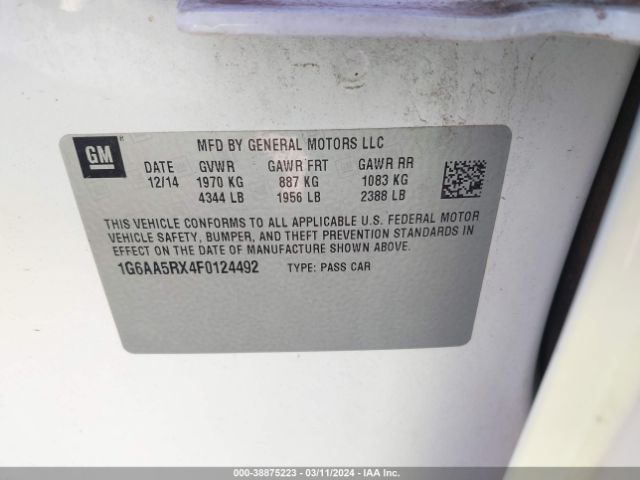 GM
MFD BY GENERAL MOTORS LLC
DATE GVWR GAWR FRT GAWR RR
12/14 1970 KG 887 KG 1083 KG
4344 LB 1956 LB 2388 LB
THIS VEHICLE CONFORMS TO ALL APPLICABLE U.S. FEDERAL MOTOR
VEHICLE SAFETY, BUMPER, AND THEFT PREVENTION STANDARDS IN
EFFECT ON THE DATE OF MANUFACTURE SHOWN ABOVE.
1G6AA5RX4F0124492 TYPE: PASS CAR
000-38875223 - 03/11/2024 - IAAI.COM